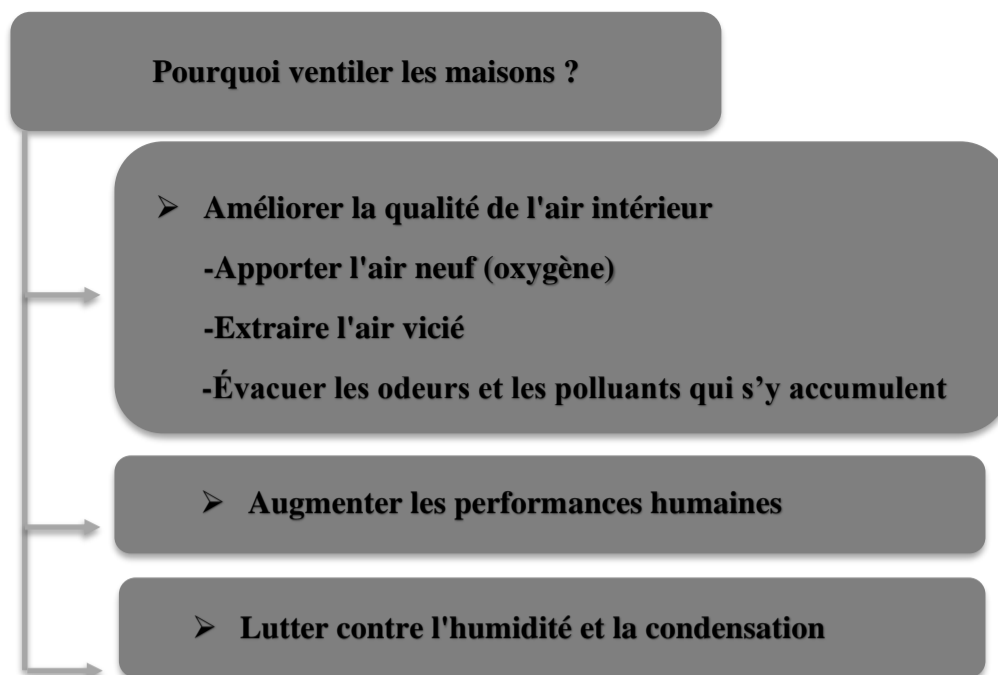 Pourquoi ventiler les maisons ?
➢ Améliorer la qualité de l'air intérieur
-Apporter l'air neuf (oxygène)
-Extraire l'air vicié
-Évacuer les odeurs et les polluants qui s’y accumulent
➢ Augmenter les performances humaines
➢ Lutter contre l'humidité et la condensation